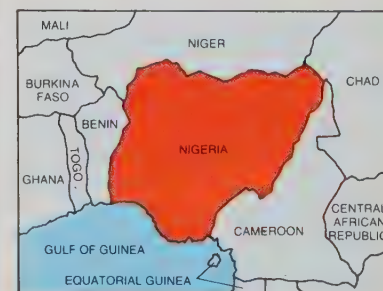 MALI
NIGER
CHAD
BURKINA
FASO
BENIN
NIGERIA
TOGO
GHANA
CENTRAL
AFRICAN
REPUBLIC
CAMEROON
GULF OF GUINEA
EQUATORIAL GUINEA